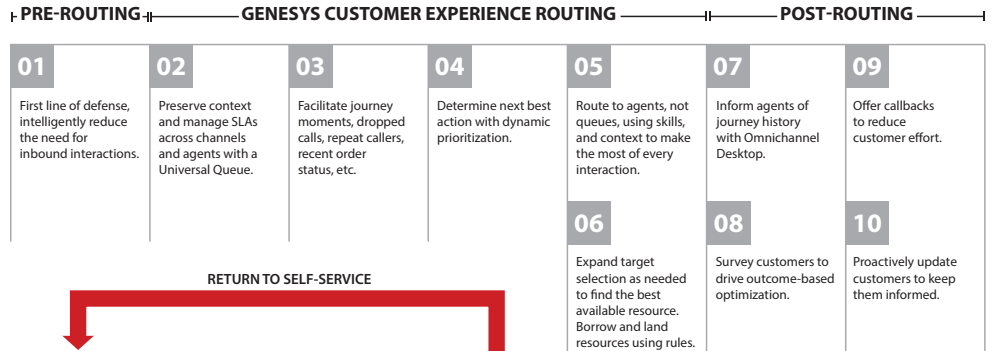 PRE-ROUTING
GENESYS CUSTOMER EXPERIENCE ROUTING
POST-ROUTING
01
First line of defense,
intelligently reduce
the need for
inbound interactions.
02
Preserve context
and manage SLAs
across channels
and agents with a
Universal Queue.
03
Facilitate journey
moments, dropped
calls, repeat callers,
recent order
status, etc.
04
Determine next best
action with dynamic
prioritization.
05
Route to agents, not
queues, using skills,
and context to make
the most of every
interaction.
06
Expand target
selection as needed
to find the best
available resource.
Borrow and land
resources using rules.
07
Inform agents of
journey history
with Omnichannel
Desktop.
08
Survey customers to
drive outcome-based
optimization.
09
Offer callbacks
to reduce
customer effort.
10
Proactively update
customers to keep
them informed.
RETURN TO SELF-SERVICE